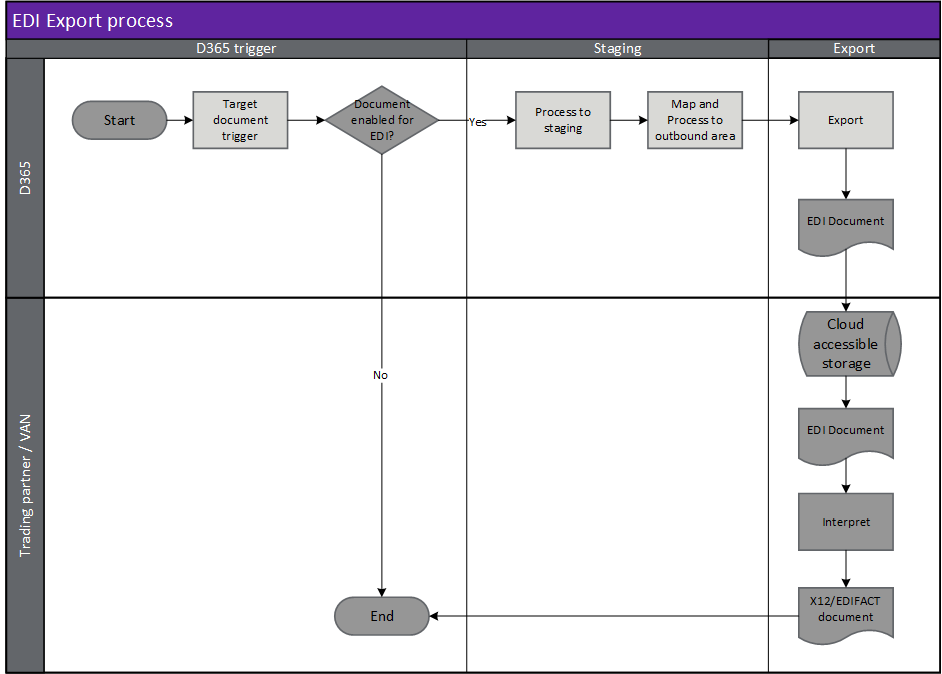 EDI Export process
D365 trigger
Staging
Export
D365
Start
Target
document
trigger
Document
enabled for
EDI?
Yes
Process to
staging
Map and
Process to
outbound area
Export
EDI Document
Trading partner / VAN
No
Cloud
accessible
storage
EDI Document
Interpret
X12/EDIFACT
document
End